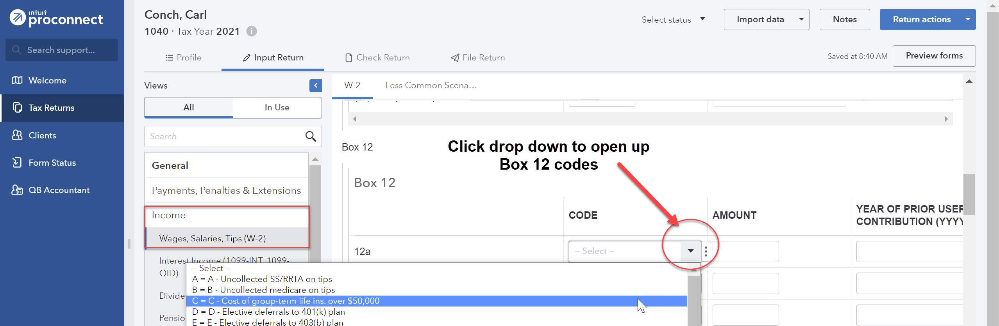 intuit
proconnect
Search support...
Welcome
Tax Returns
Clients
Form Status
QB Accountant
Conch, Carl
1040 · Tax Year 2021
i
Select status
Import data
Notes
Return actions
Profile
Input Return
Check Return
File Return
Saved at 8:40 AM
Preview forms
Views
All
In Use
Search
General
Payments, Penalties & Extensions
Income
Wages, Salaries, Tips (W-2)
Interest Income (1099-INT, 1099-
OID)
Divide
Pensio
W-2
Less Common Scena...
Box 12
Click drop down to open up
Box 12 codes
Box 12
CODE
AMOUNT
YEAR OF PRIOR USER
CONTRIBUTION (YYYY
12a
– Select –
– Select –
A = A - Uncollected SS/RRTA on tips
B = B - Uncollected medicare on tips
C = C - Cost of group-term life ins. over $50,000
D = D - Elective deferrals to 401(k) plan
E = E - Elective deferrals to 403(b) plan